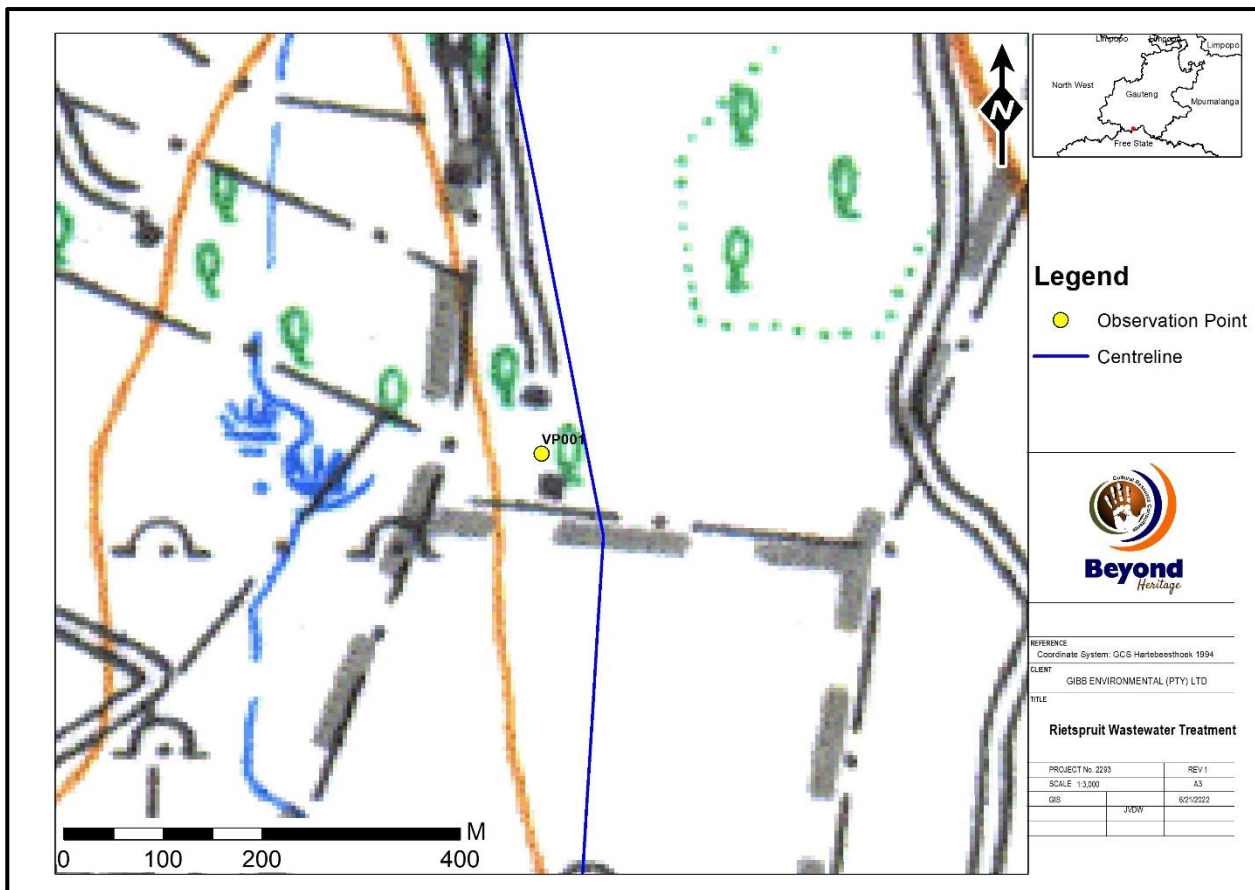 VP001
M
0
100
200
400
N
Limpopo
Limpopo
Limpopo
North West
Gauteng
Mpumalanga
Free State
Legend
Observation Point
Centreline
Beyond
Heritage
REFERENCE
Coordinate System: GCS Hartebeesthoek 1994
CLIENT
GIBB ENVIRONMENTAL (PTY) LTD
TITLE
Rietspruit Wastewater Treatment
PROJECT No. 2293 REV 1
SCALE 1:3,000 A3
GIS JVDW 6/21/2022